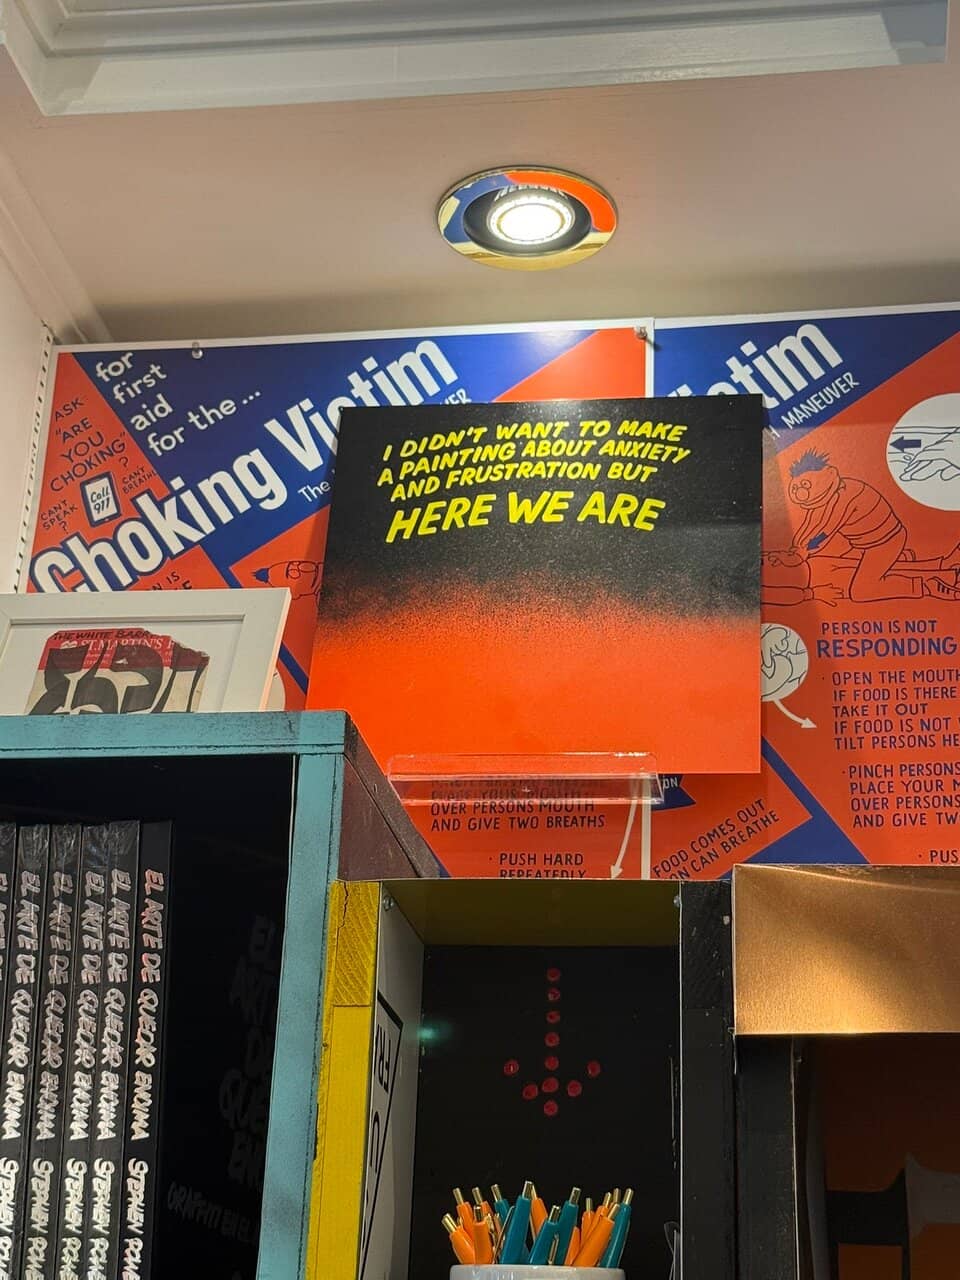 for
first
aid
for the...
Choking Victim
The
ASK
"ARE
YOU
CHOKING"
?
CAN'T
SPEAK
?
Call
911
CAN'T
BREATHE
I DIDN'T WANT TO MAKE
A PAINTING ABOUT ANXIETY
AND FRUSTRATION BUT
HERE WE ARE
MANEUVER
PERSON IS NOT
RESPONDING
· OPEN THE MOUTH
IF FOOD IS THERE
TAKE IT OUT
IF FOOD IS NOT
TILT PERSONS HE
· PINCH PERSONS
PLACE YOUR M
OVER PERSONS
AND GIVE TWO
· PUS
OVER PERSONS MOUTH
AND GIVE TWO BREATHS
· PUSH HARD
REPEATEDLY
FOOD COMES OUT
ON CAN BREATHE
THE WHITE BARR
ST. MARTIN'S
EL ARTE DE QUEDAR ENCIMA STEPHEN POWE
EL ARTE DE QUEDAR ENCIMA STEPHEN POWE
EL ARTE DE QUEDAR ENCIMA STEPHEN POWE
EL ARTE DE QUEDAR ENCIMA STEPHEN POWE
EL ARTE DE QUEDAR ENCIMA STEPHEN POWE